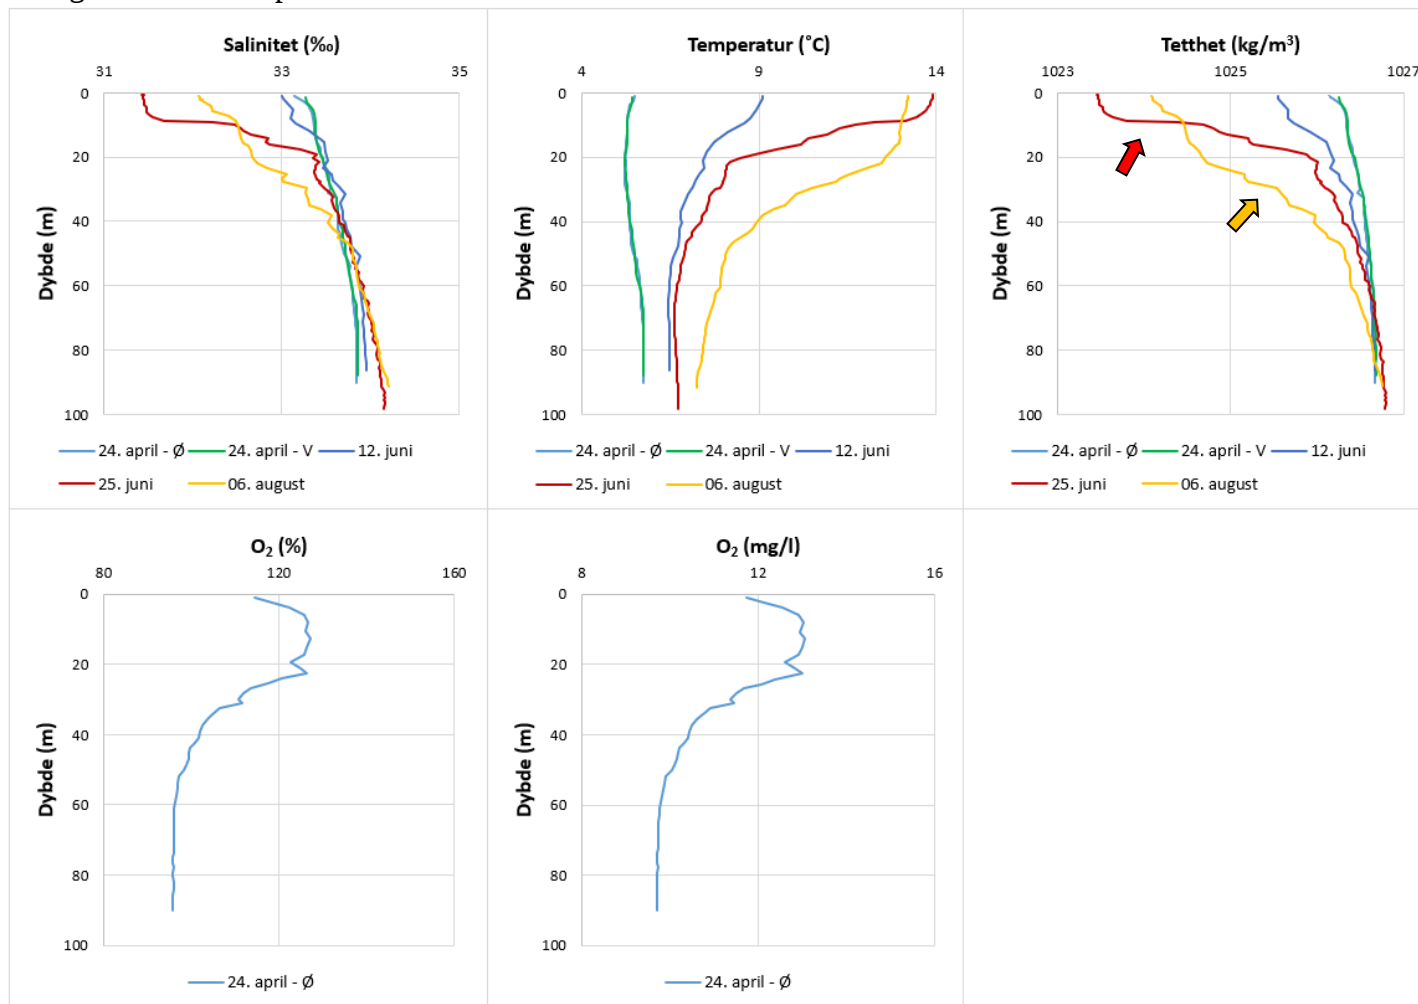 Salinitet (‰)
31 33 35
0
20
40
60
80
100
Dybde (m)
24. april - Ø 24. april - V 12. juni
25. juni 06. august
Temperatur (˚C)
4 9 14
0
20
40
60
80
100
Dybde (m)
24. april - Ø 24. april - V 12. juni
25. juni 06. august
Tetthet (kg/m³)
1023 1025 1027
0
20
40
60
80
100
Dybde (m)
24. april - Ø 24. april - V 12. juni
25. juni 06. august
O₂ (%)
80 120 160
0
20
40
60
80
100
Dybde (m)
24. april - Ø
O₂ (mg/l)
8 12 16
0
20
40
60
80
100
Dybde (m)
24. april - Ø